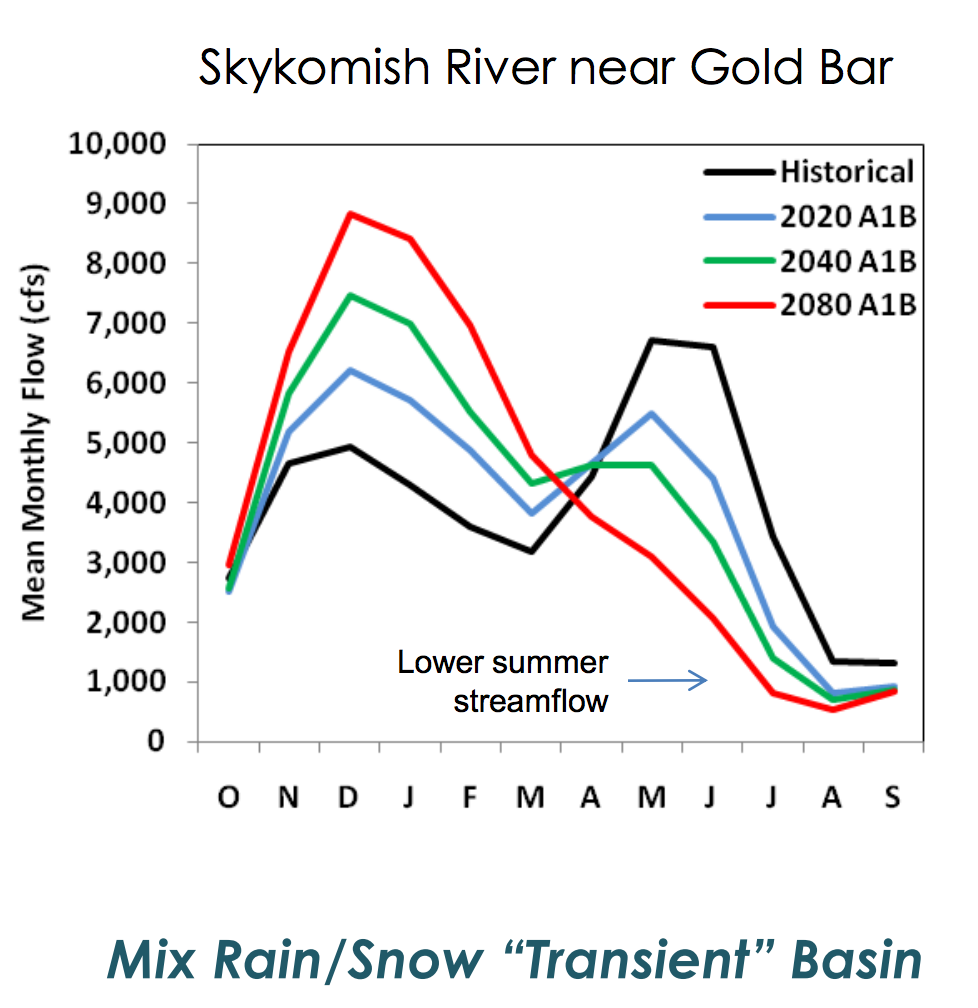 Skykomish River near Gold Bar
10,000
9,000
8,000
7,000
6,000
5,000
4,000
3,000
2,000
1,000
0
Mean Monthly Flow (cfs)
Historical
2020 A1B
2040 A1B
2080 A1B
Lower summer
streamflow
O N D J F M A M J J A S
Mix Rain/Snow “Transient” Basin